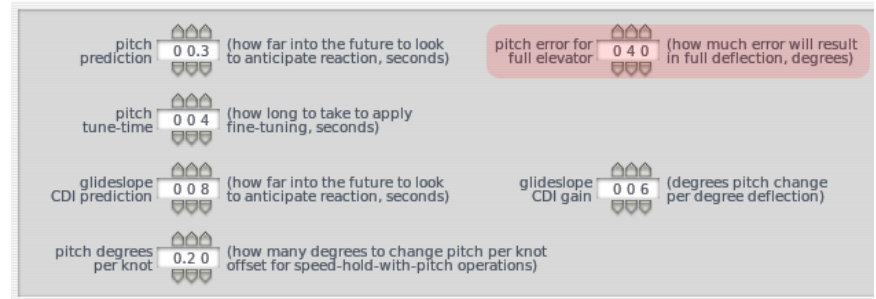 pitch prediction 0 0.3 (how far into the future to look to anticipate reaction, seconds)
pitch error for full elevator 0 4 0 (how much error will result in full deflection, degrees)
pitch tune-time 0 0 4 (how long to take to apply fine-tuning, seconds)
glideslope CDI prediction 0 0 8 (how far into the future to look to anticipate reaction, seconds)
glideslope CDI gain 0 0 6 (degrees pitch change per degree deflection)
pitch degrees per knot 0.2 0 (how many degrees to change pitch per knot offset for speed-hold-with-pitch operations)